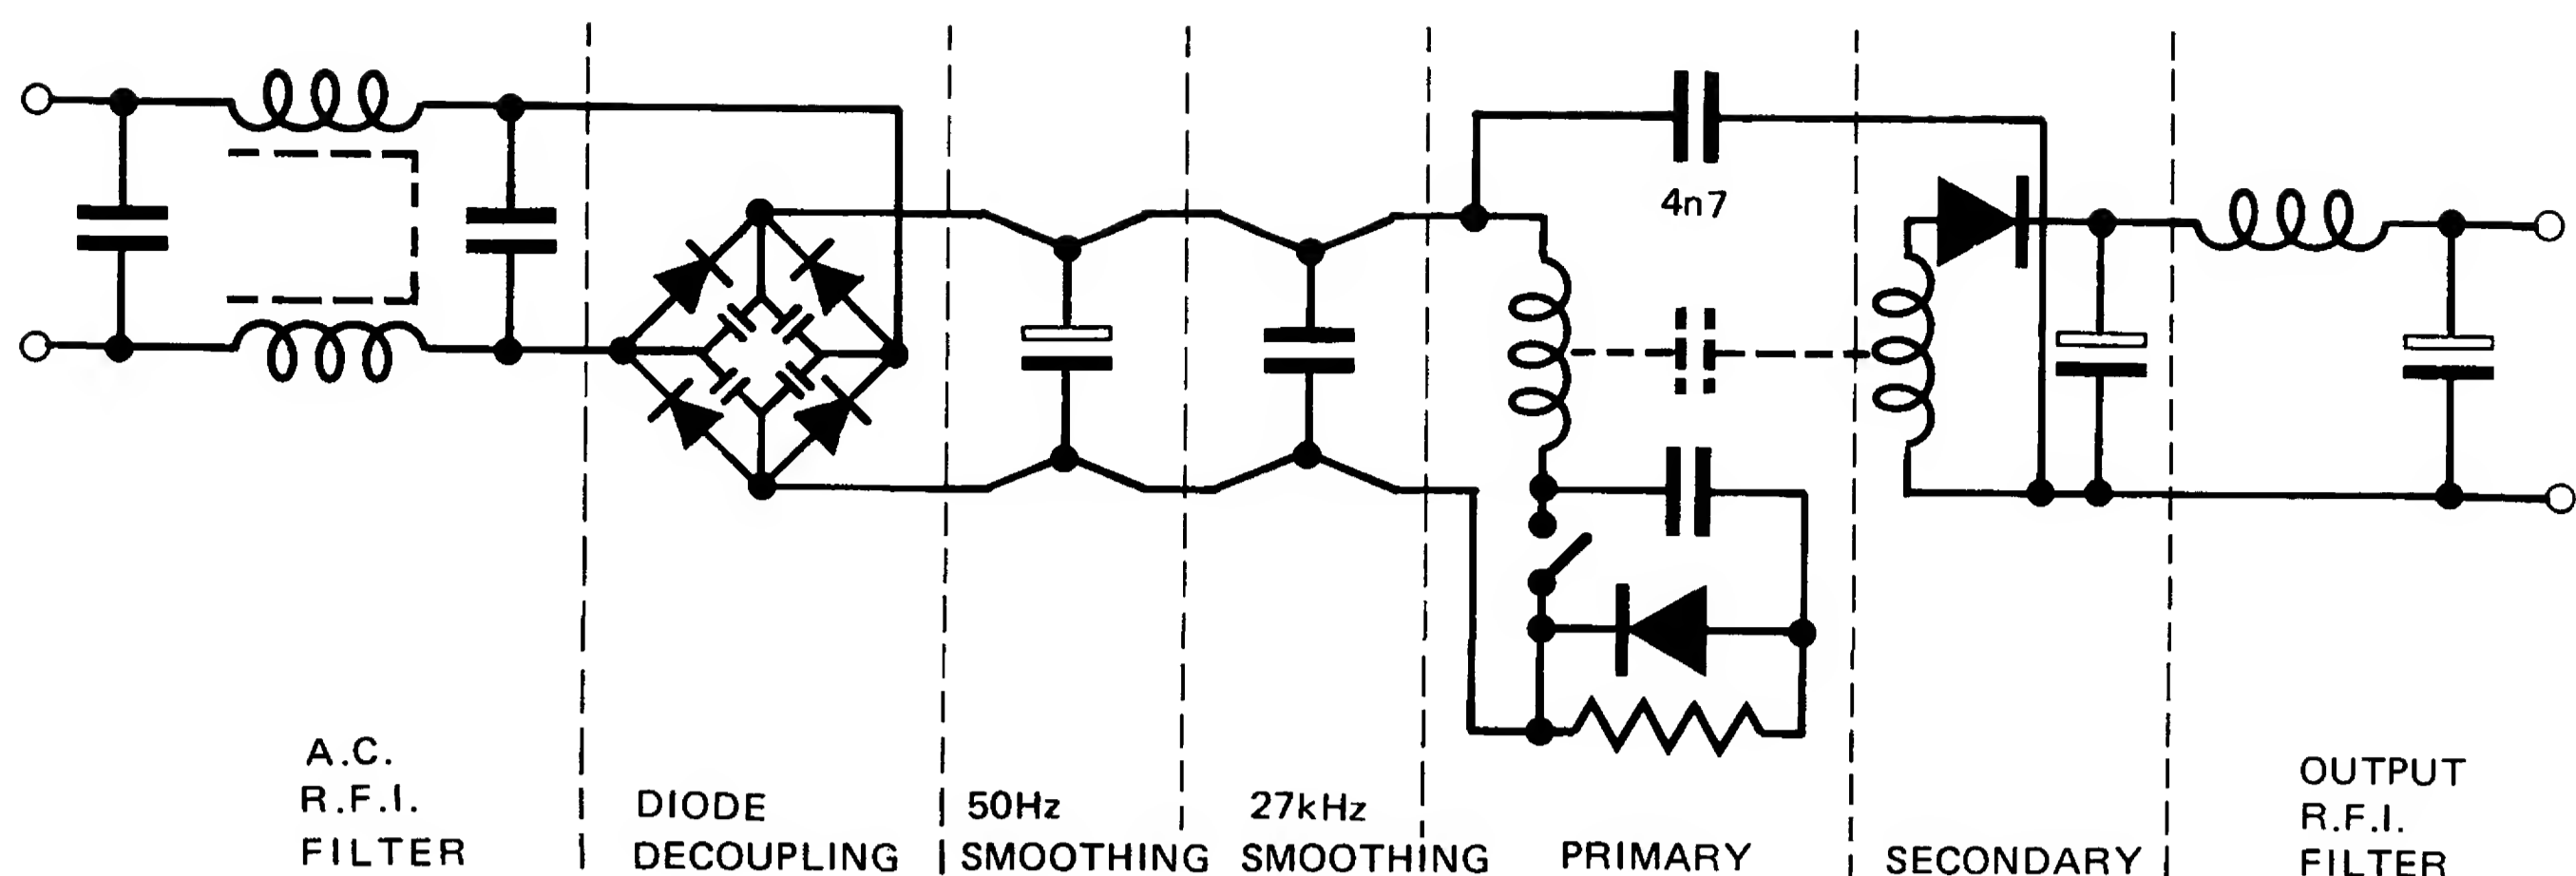 4n7
A.C.
R.F.I.
FILTER
DIODE
DECOUPLING
50Hz
SMOOTHING
27kHz
SMOOTHING
PRIMARY
SECONDARY
OUTPUT
R.F.I.
FILTER